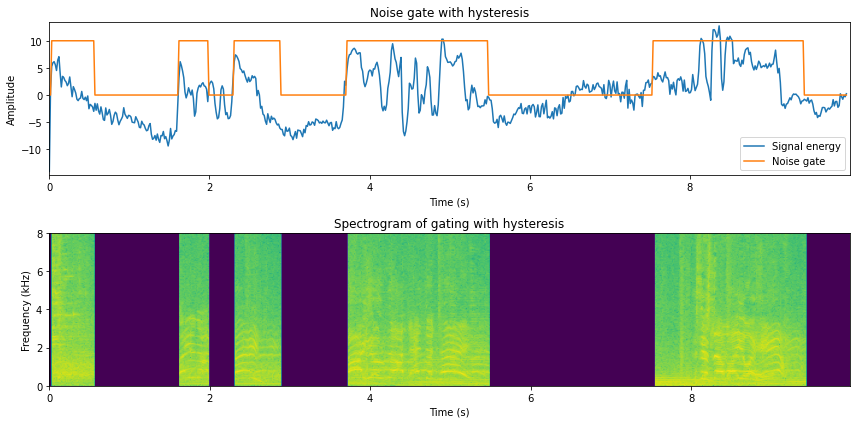 Noise gate with hysteresis
Amplitude
10
5
0
−5
−10
Signal energy
Noise gate
0 2 4 6 8
Time (s)
Spectrogram of gating with hysteresis
Frequency (kHz)
8
6
4
2
0
0 2 4 6 8
Time (s)